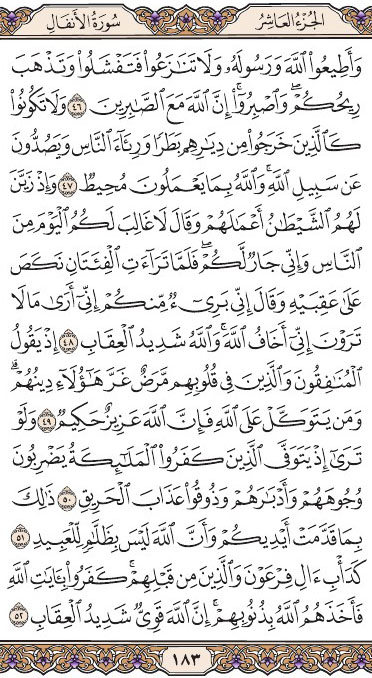 الجُزْءُ العَاشِرُ
سُورَةُ الأَنْفَالِ
وَأَطِيعُوا۟ ٱللَّهَ وَرَسُولَهُۥ وَلَا تَنَـٰزَعُوا۟ فَتَفْشَلُوا۟ وَتَذْهَبَ
رِيحُكُمْ ۖ وَٱصْبِرُوٓا۟ ۚ إِنَّ ٱللَّهَ مَعَ ٱلصَّـٰبِرِينَ ٤٦ وَلَا تَكُونُوا۟
كَٱلَّذِينَ خَرَجُوا۟ مِن دِيَـٰرِهِم بَطَرًا وَرِئَآءَ ٱلنَّاسِ وَيَصُدُّونَ
عَن سَبِيلِ ٱللَّهِ ۚ وَٱللَّهُ بِمَا يَعْمَلُونَ مُحِيطٌ ٤٧ وَإِذْ زَيَّنَ
لَهُمُ ٱلشَّيْطَـٰنُ أَعْمَـٰلَهُمْ وَقَالَ لَا غَالِبَ لَكُمُ ٱلْيَوْمَ مِنَ
ٱلنَّاسِ وَإِنِّى جَارٌ لَّكُمْ ۖ فَلَمَّا تَرَآءَتِ ٱلْفِئَتَانِ نَكَصَ
عَلَىٰ عَقِبَيْهِ وَقَالَ إِنِّى بَرِىٓءٌ مِّنكُمْ إِنِّىٓ أَرَىٰ مَا لَا
تَرَوْنَ إِنِّىٓ أَخَافُ ٱللَّهَ ۚ وَٱللَّهُ شَدِيدُ ٱلْعِقَابِ ٤٨ إِذْ يَقُولُ
ٱلْمُنَـٰفِقُونَ وَٱلَّذِينَ فِى قُلُوبِهِم مَّرَضٌ غَرَّ هَـٰٓؤُلَآءِ دِينُهُمْ ۗ
وَمَن يَتَوَكَّلْ عَلَى ٱللَّهِ فَإِنَّ ٱللَّهَ عَزِيزٌ حَكِيمٌ ٤٩ وَلَوْ
تَرَىٰٓ إِذْ يَتَوَفَّى ٱلَّذِينَ كَفَرُوا۟ ٱلْمَلَـٰٓئِكَةُ يَضْرِبُونَ
وُجُوهَهُمْ وَأَدْبَـٰرَهُمْ وَذُوقُوا۟ عَذَابَ ٱلْحَرِيقِ ٥٠ ذَٰلِكَ
بِمَا قَدَّمَتْ أَيْدِيكُمْ وَأَنَّ ٱللَّهَ لَيْسَ بِظَلَّـٰمٍ لِّلْعَبِيدِ ٥١
كَدَأْبِ ءَالِ فِرْعَوْنَ وَٱلَّذِينَ مِن قَبْلِهِمْ ۚ كَفَرُوا۟ بِـَٔايَـٰتِ ٱللَّهِ
فَأَخَذَهُمُ ٱللَّهُ بِذُنُوبِهِمْ ۗ إِنَّ ٱللَّهَ قَوِىٌّ شَدِيدُ ٱلْعِقَابِ ٥٢
١٨٣